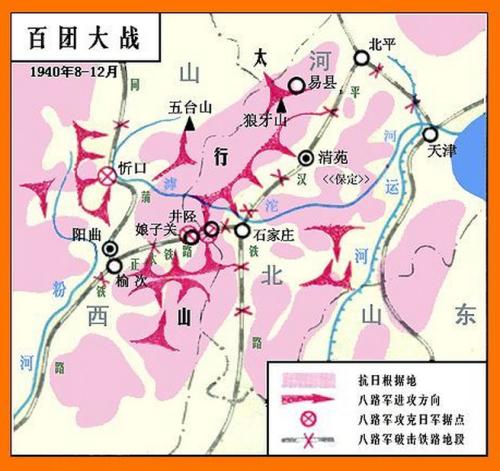 百团大战
1940年8-12月
太
北平
山
河
同
易县
五台山
狼牙山
平
行
清苑
河
天津
汉
<<保定>>
忻口
滹
沱
运
蒲
井陉
娘子关
石家庄
阳曲
正
太
铁
路
铁
河
榆次
汾
铁
西
山
北
山
东
河
路
路
抗日根据地
八路军进攻方向
八路军攻克日军据点
八路军破击铁路地段